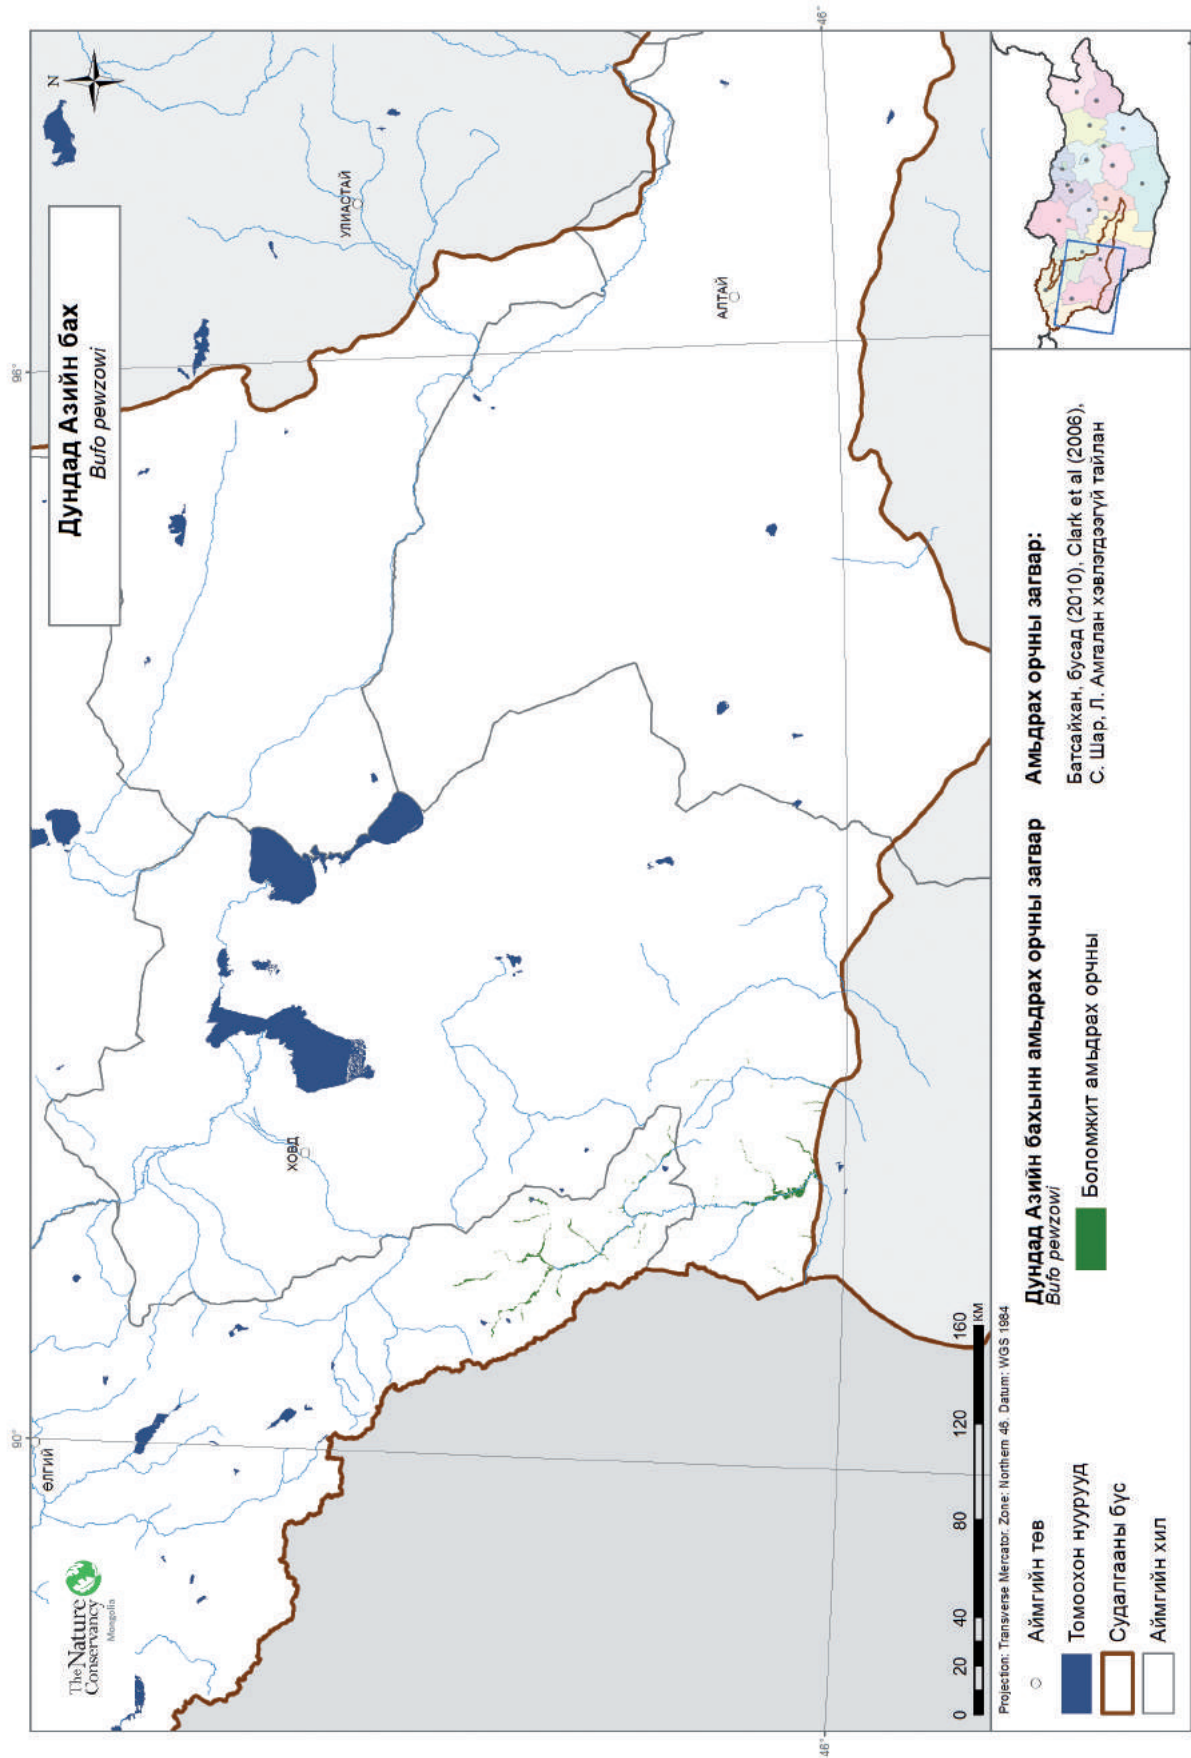 The Nature
Conservancy
Mongolia
Дундад Азийн бах
Bufo pewzowi
N
90°
96°
46°
46°
ӨЛГИЙ
ХОВД
УЛИАСТАЙ
АЛТАЙ
0 20 40 80 120 160
КМ
Projection: Transverse Mercator. Zone: Northern 46. Datum: WGS 1984
Аймгийн төв
Томоохон нуурууд
Судалгааны бүс
Аймгийн хил
Дундад Азийн бахынн амьдрах орчны загвар
Bufo pewzowi
Боломжит амьдрах орчны
Амьдрах орчны загвар:
Батсайхан, бусад (2010), Clark et al (2006),
С. Шар, Л. Амгалан хэвлэгдээгүй тайлан